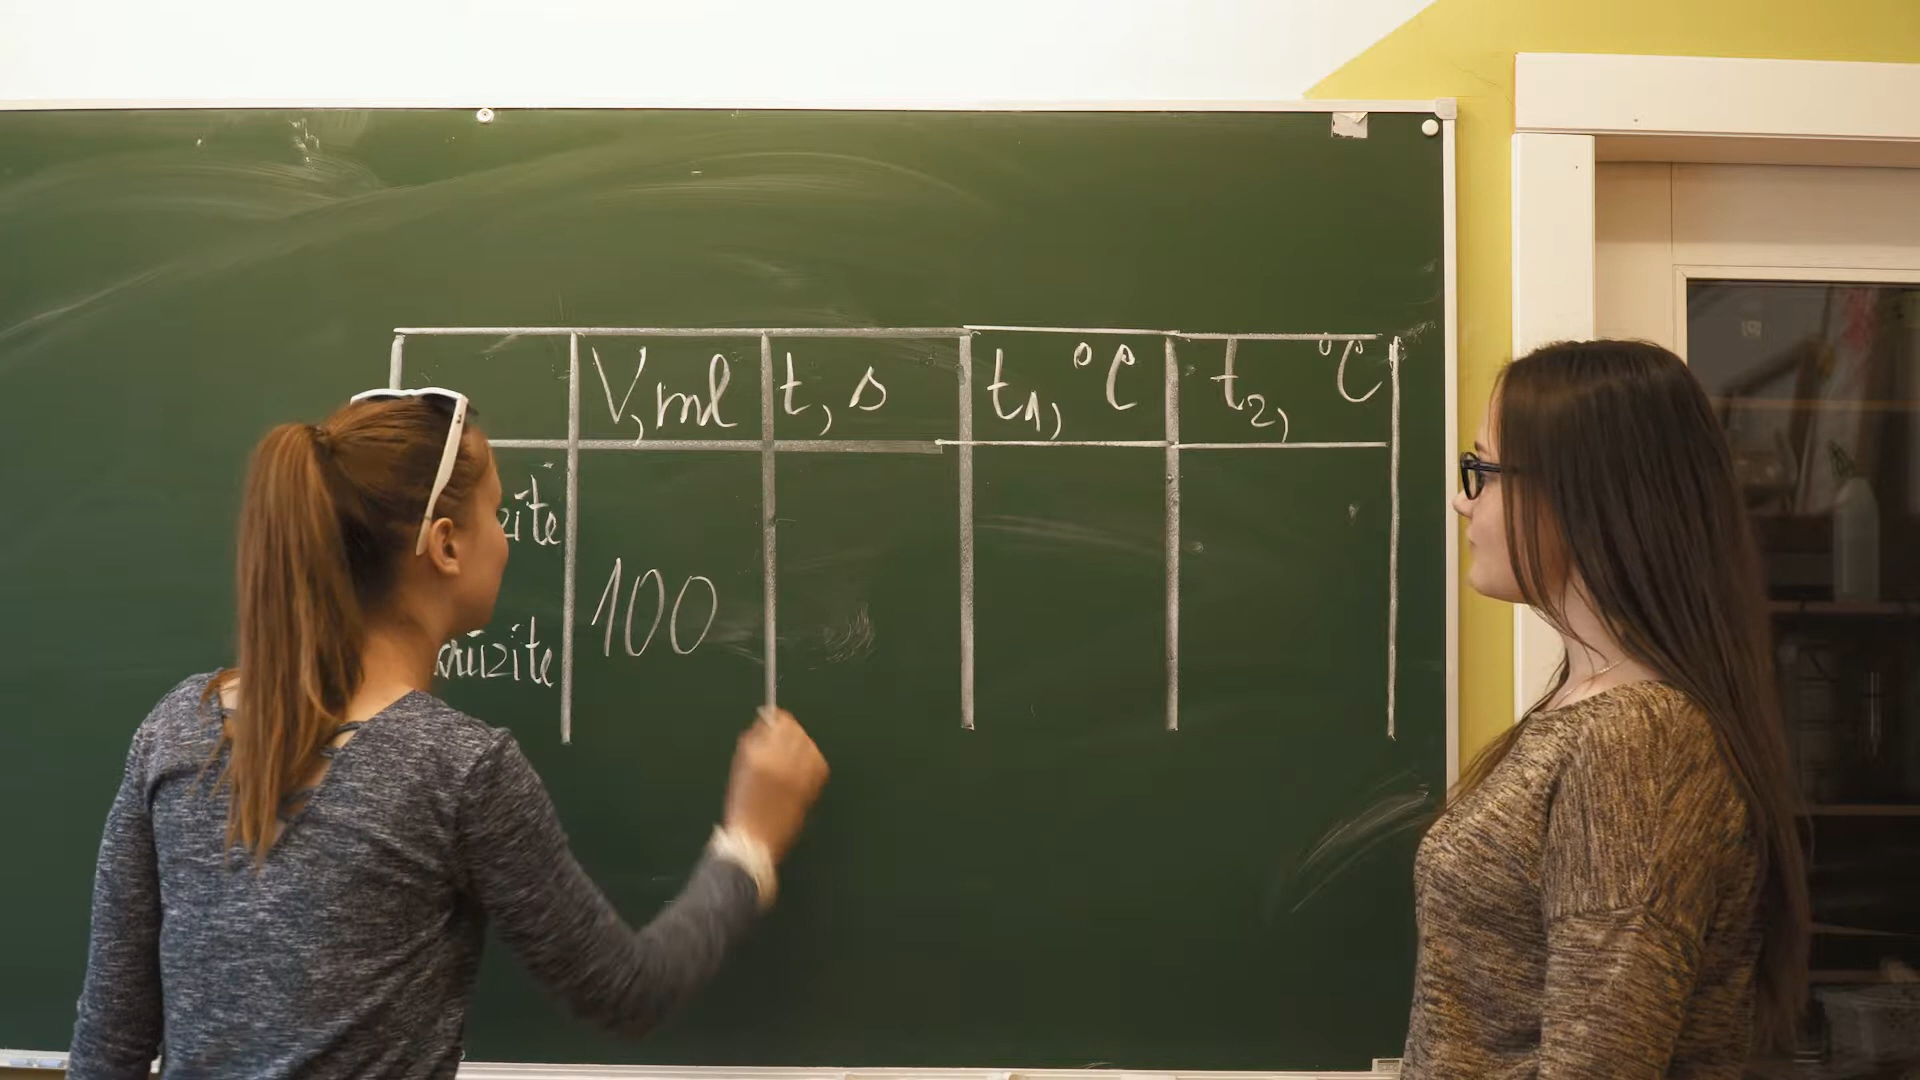 V, ml t, s t₁, °C t₂, °C
100